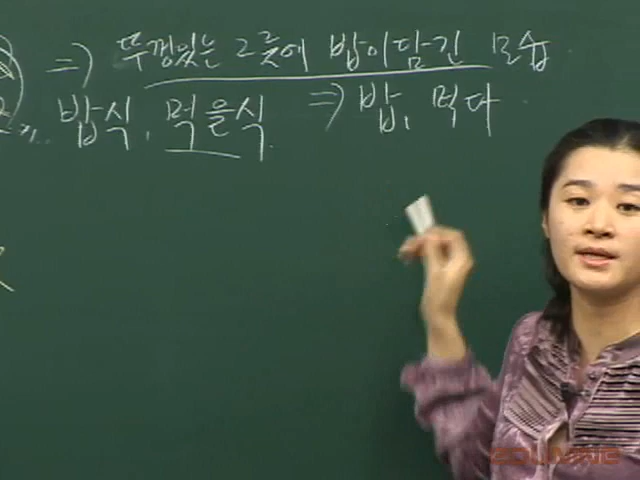 ⇒ 뚜껑있는 그릇에 밥이담긴 모습
밥식, 먹을식. ⇒ 밥, 먹다